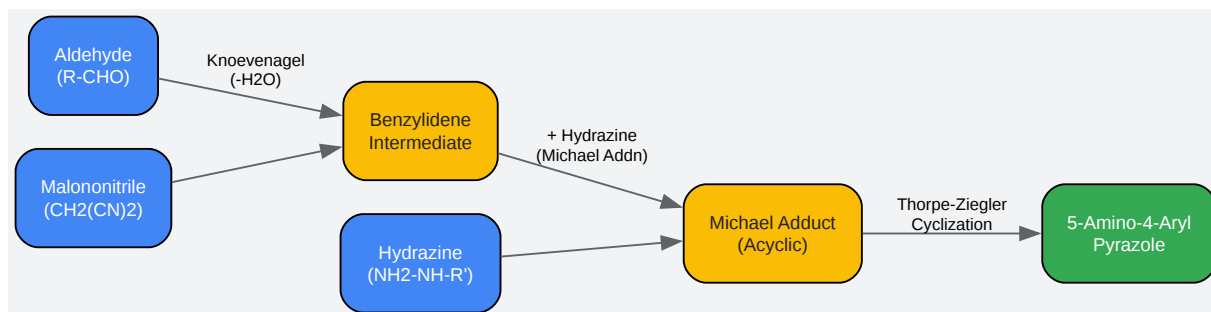 Aldehyde
(R-CHO)
Knoevenagel
(-H2O)
Malononitrile
(CH2(CN)2)
Benzylidene
Intermediate
+ Hydrazine
(Michael Addn)
Hydrazine
(NH2-NH-R')
Michael Adduct
(Acyclic)
Thorpe-Ziegler
Cyclization
5-Amino-4-Aryl
Pyrazole